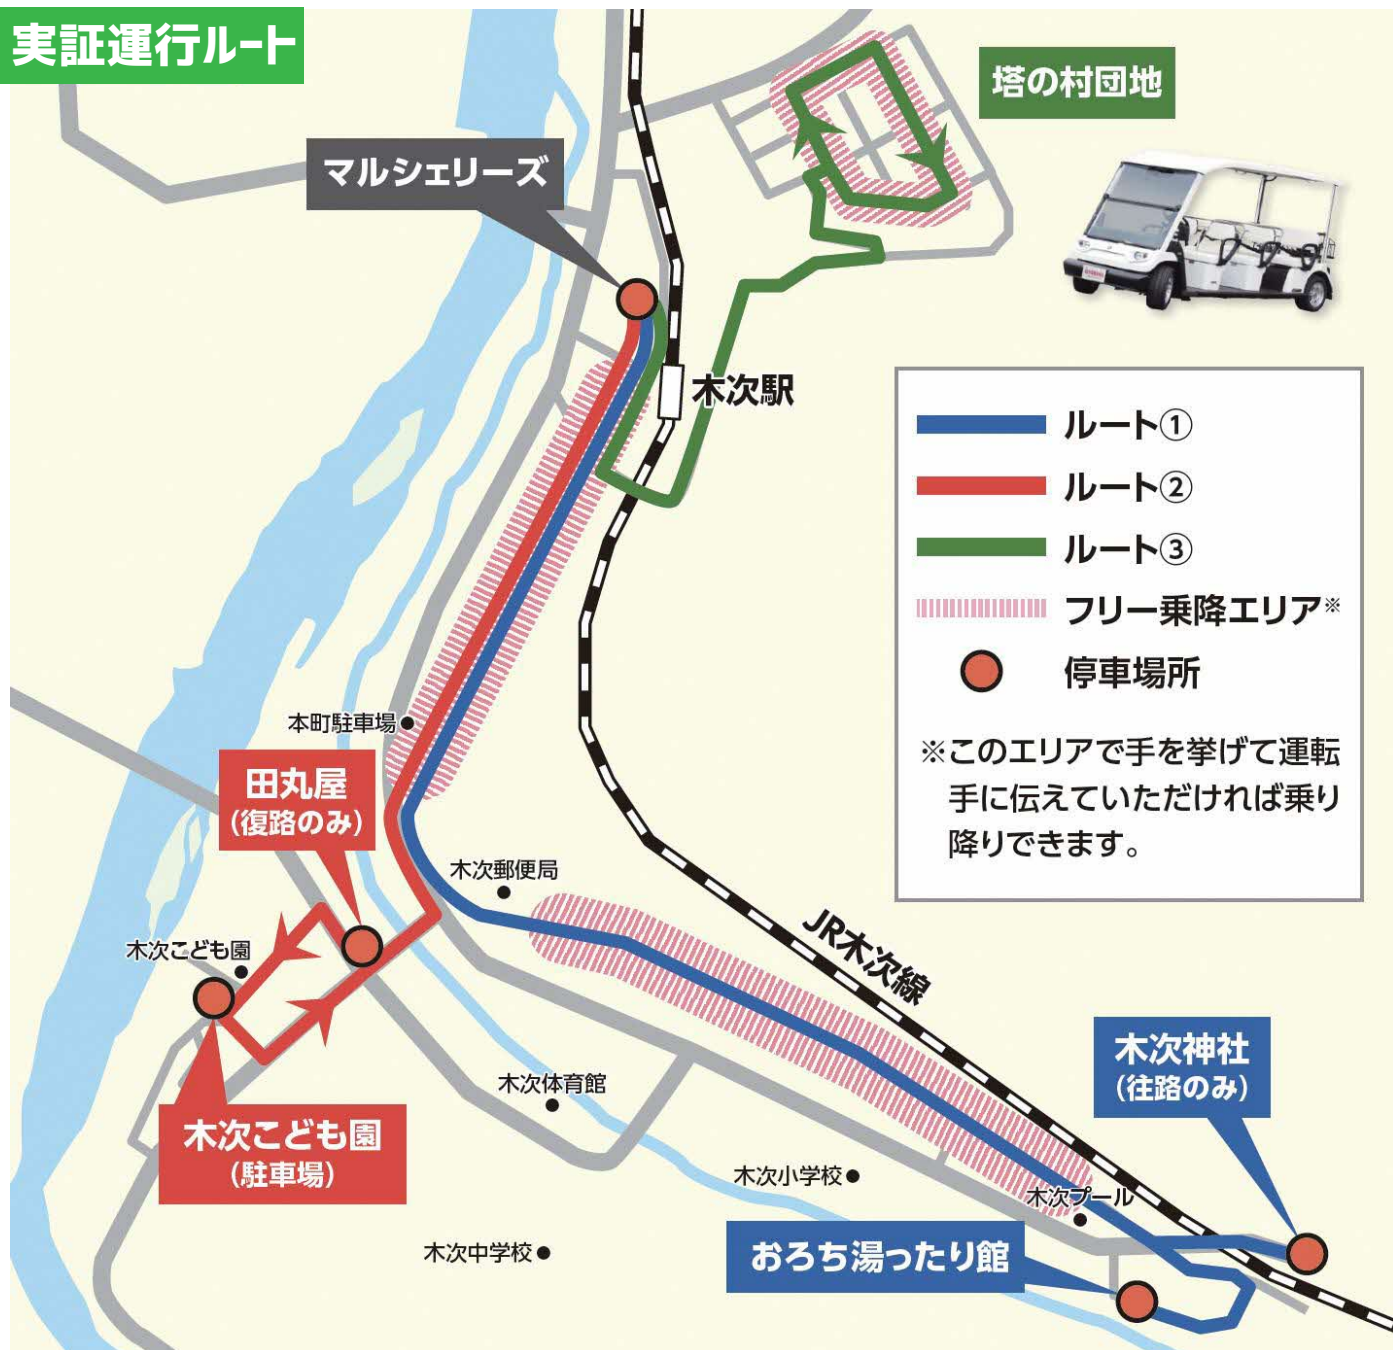 実証運行ルート
塔の村団地
マルシェリーズ
木次駅
ルート①
ルート②
ルート③
フリー乗降エリア※
停車場所
※このエリアで手を挙げて運転
手に伝えていただければ乗り
降りできます。
本町駐車場
田丸屋
(復路のみ)
木次郵便局
木次こども園
JR木次線
木次神社
(往路のみ)
木次体育館
木次こども園
(駐車場)
木次小学校
木次プール
おろち湯ったり館
木次中学校